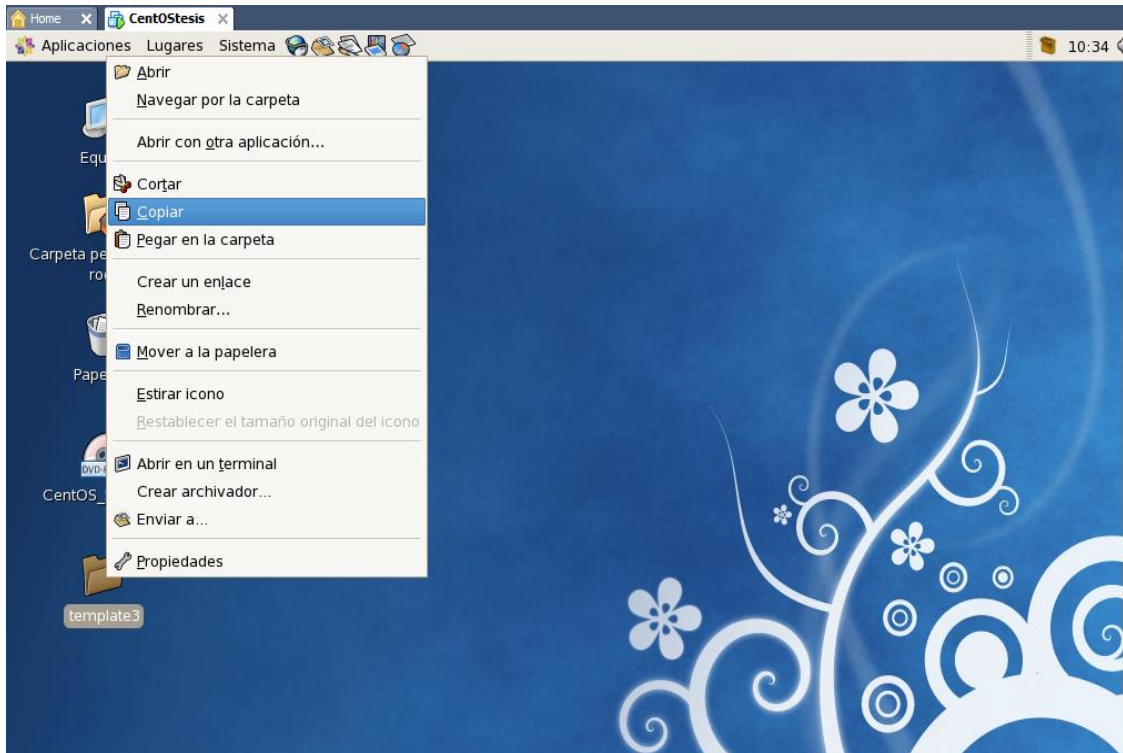 Home
CentOStesis
Aplicaciones Lugares Sistema
10:34
Abrir
Navegar por la carpeta
Abrir con otra aplicación...
Cortar
Copiar
Pegar en la carpeta
Crear un enlace
Renombrar...
Mover a la papelera
Estirar icono
Restablecer el tamaño original del icono
Abrir en un terminal
Crear archivador...
Enviar a...
Propiedades
Equ
Carpeta pe
ro
Pape
DVD-R
CentOS_
template3